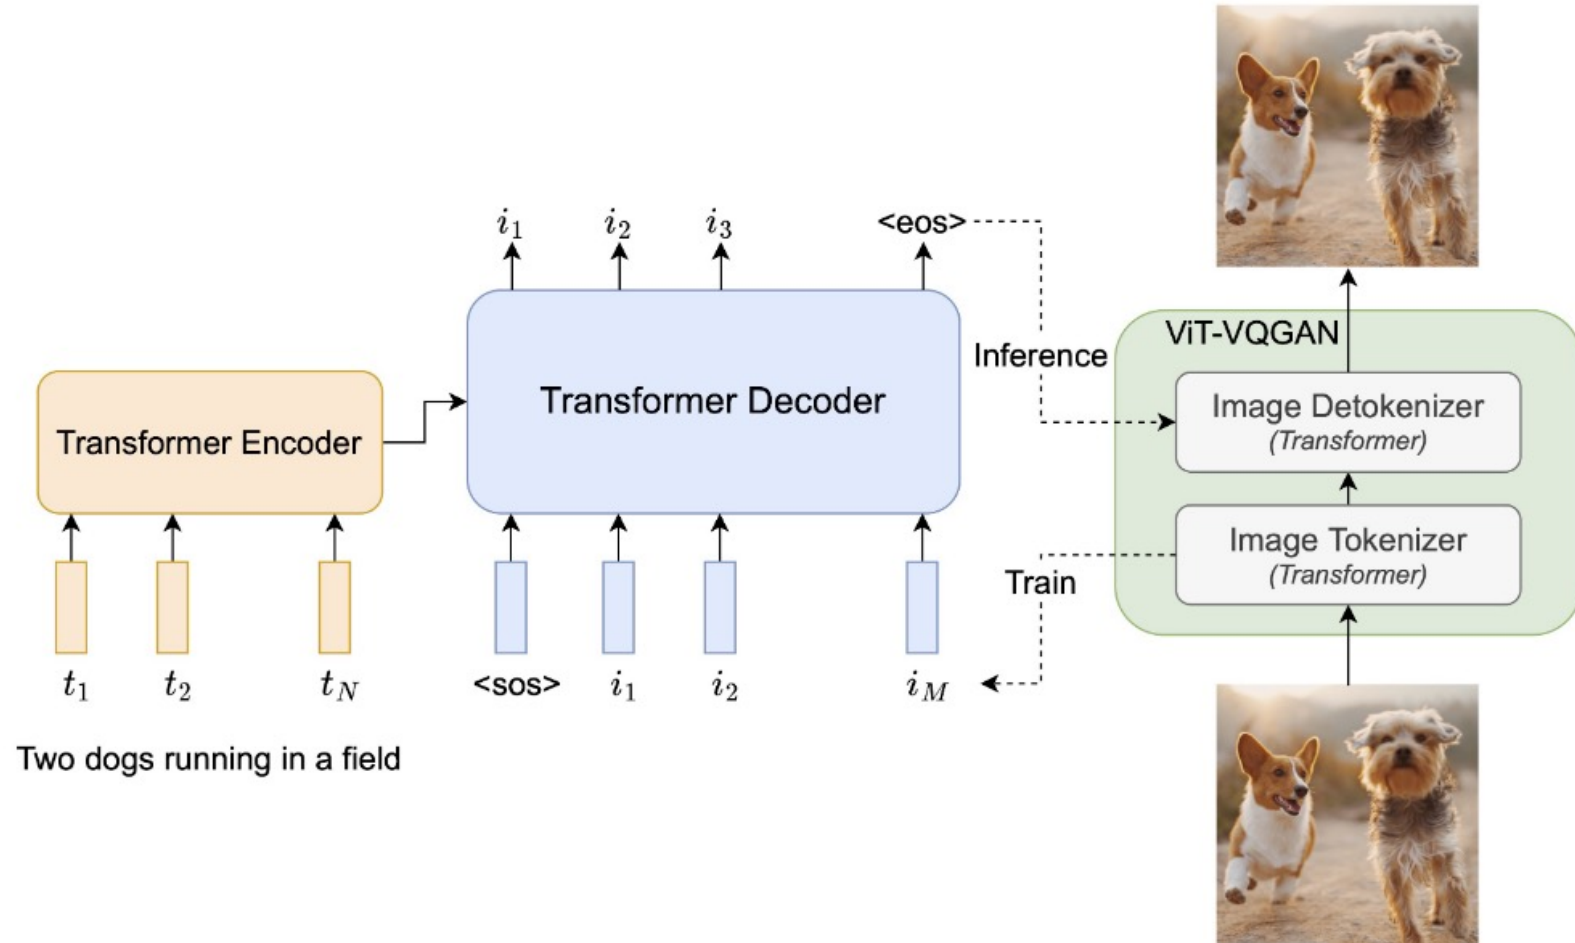 i1 i2 i3 <eos>
ViT-VQGAN
Inference
Image Detokenizer
(Transformer)
Transformer Decoder
Transformer Encoder
Image Tokenizer
(Transformer)
Train
t1 t2 tN <sos> i1 i2 iM
Two dogs running in a field